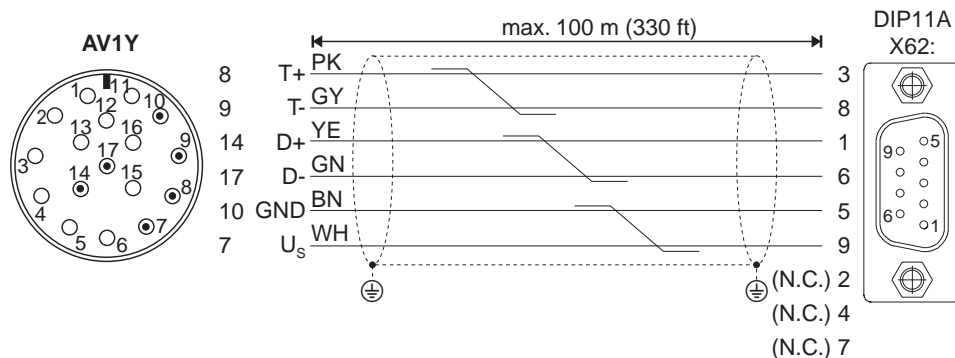 max. 100 m (330 ft)
DIP11A
X62:
AV1Y
8 T+ PK 3
9 T- GY 8
14 D+ YE 1
17 D- GN 6
10 GND BN 5
7 US WH 9
(N.C.) 2
(N.C.) 4
(N.C.) 7
1 11
2 12 10
13 16
3 17 9
14 15 8
4
5 6 7
9 5
6 1